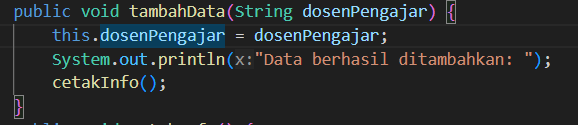 public void tambahData(String dosenPengajar) {
this.dosenPengajar = dosenPengajar;
System.out.println(x:"Data berhasil ditambahkan: ");
cetakInfo();
}